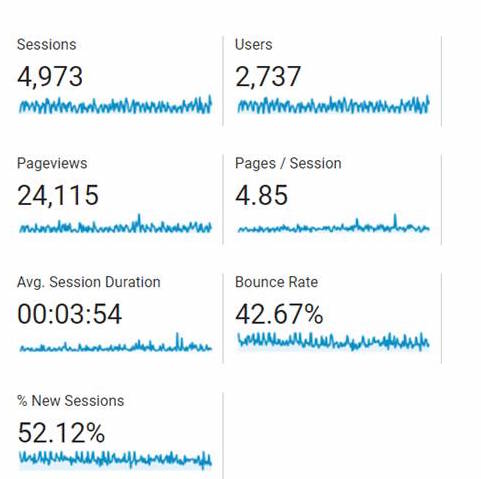 Sessions
4,973
Users
2,737
Pageviews
24,115
Pages / Session
4.85
Avg. Session Duration
00:03:54
Bounce Rate
42.67%
% New Sessions
52.12%